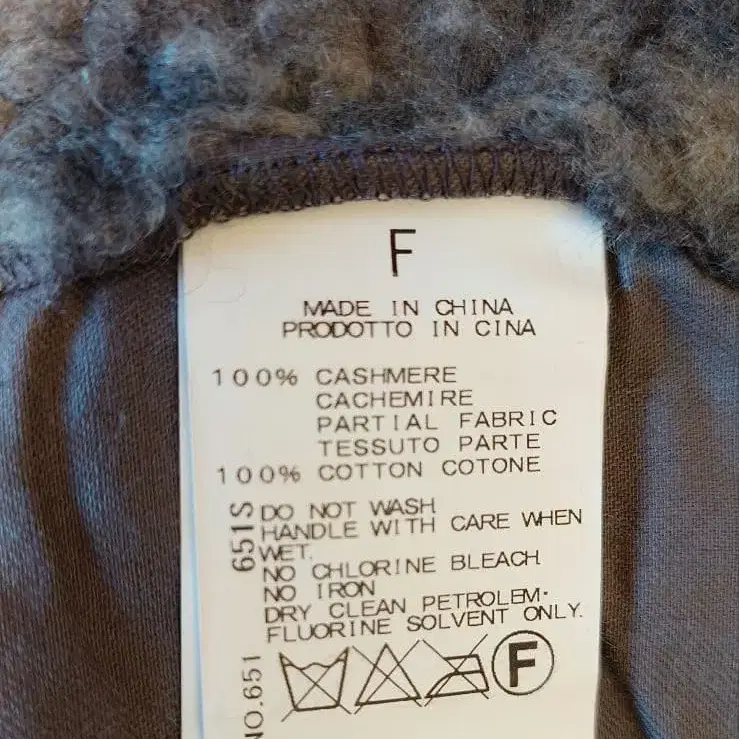 F
MADE IN CHINA
PRODOTTO IN CINA
100% CASHMERE
CACHEMIRE
PARTIAL FABRIC
TESSUTO PARTE
100% COTTON COTONE
DO NOT WASH
HANDLE WITH CARE WHEN
WET.
NO CHLORINE BLEACH
NO IRON
DRY CLEAN PETROLEM·
FLUORINE SOLVENT ONLY.
651S
NO.651
F